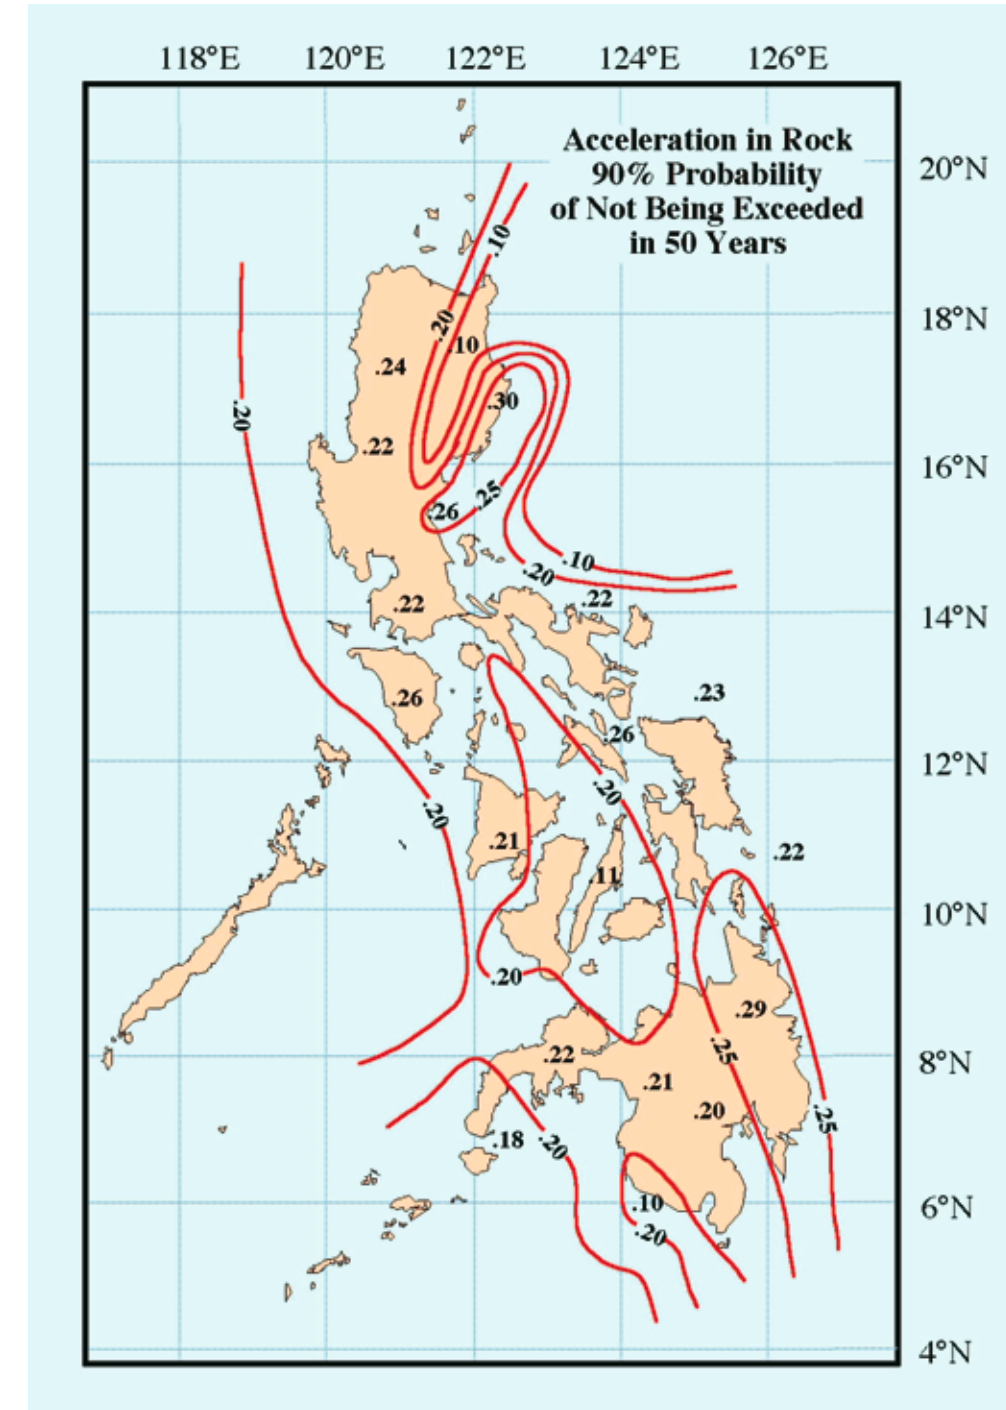 118°E 120°E 122°E 124°E 126°E
Acceleration in Rock
90% Probability
of Not Being Exceeded
in 50 Years
20°N
.10
18°N
.20
.10
.24
.30
.20
.22
16°N
.25
.26
.10
.20
.22
.22
14°N
.23
.26
.26
12°N
.20
.20
.21
.22
.11
10°N
.20
.29
.25
8°N
.22
.21
.20
.25
.18
.20
.10
6°N
.20
4°N